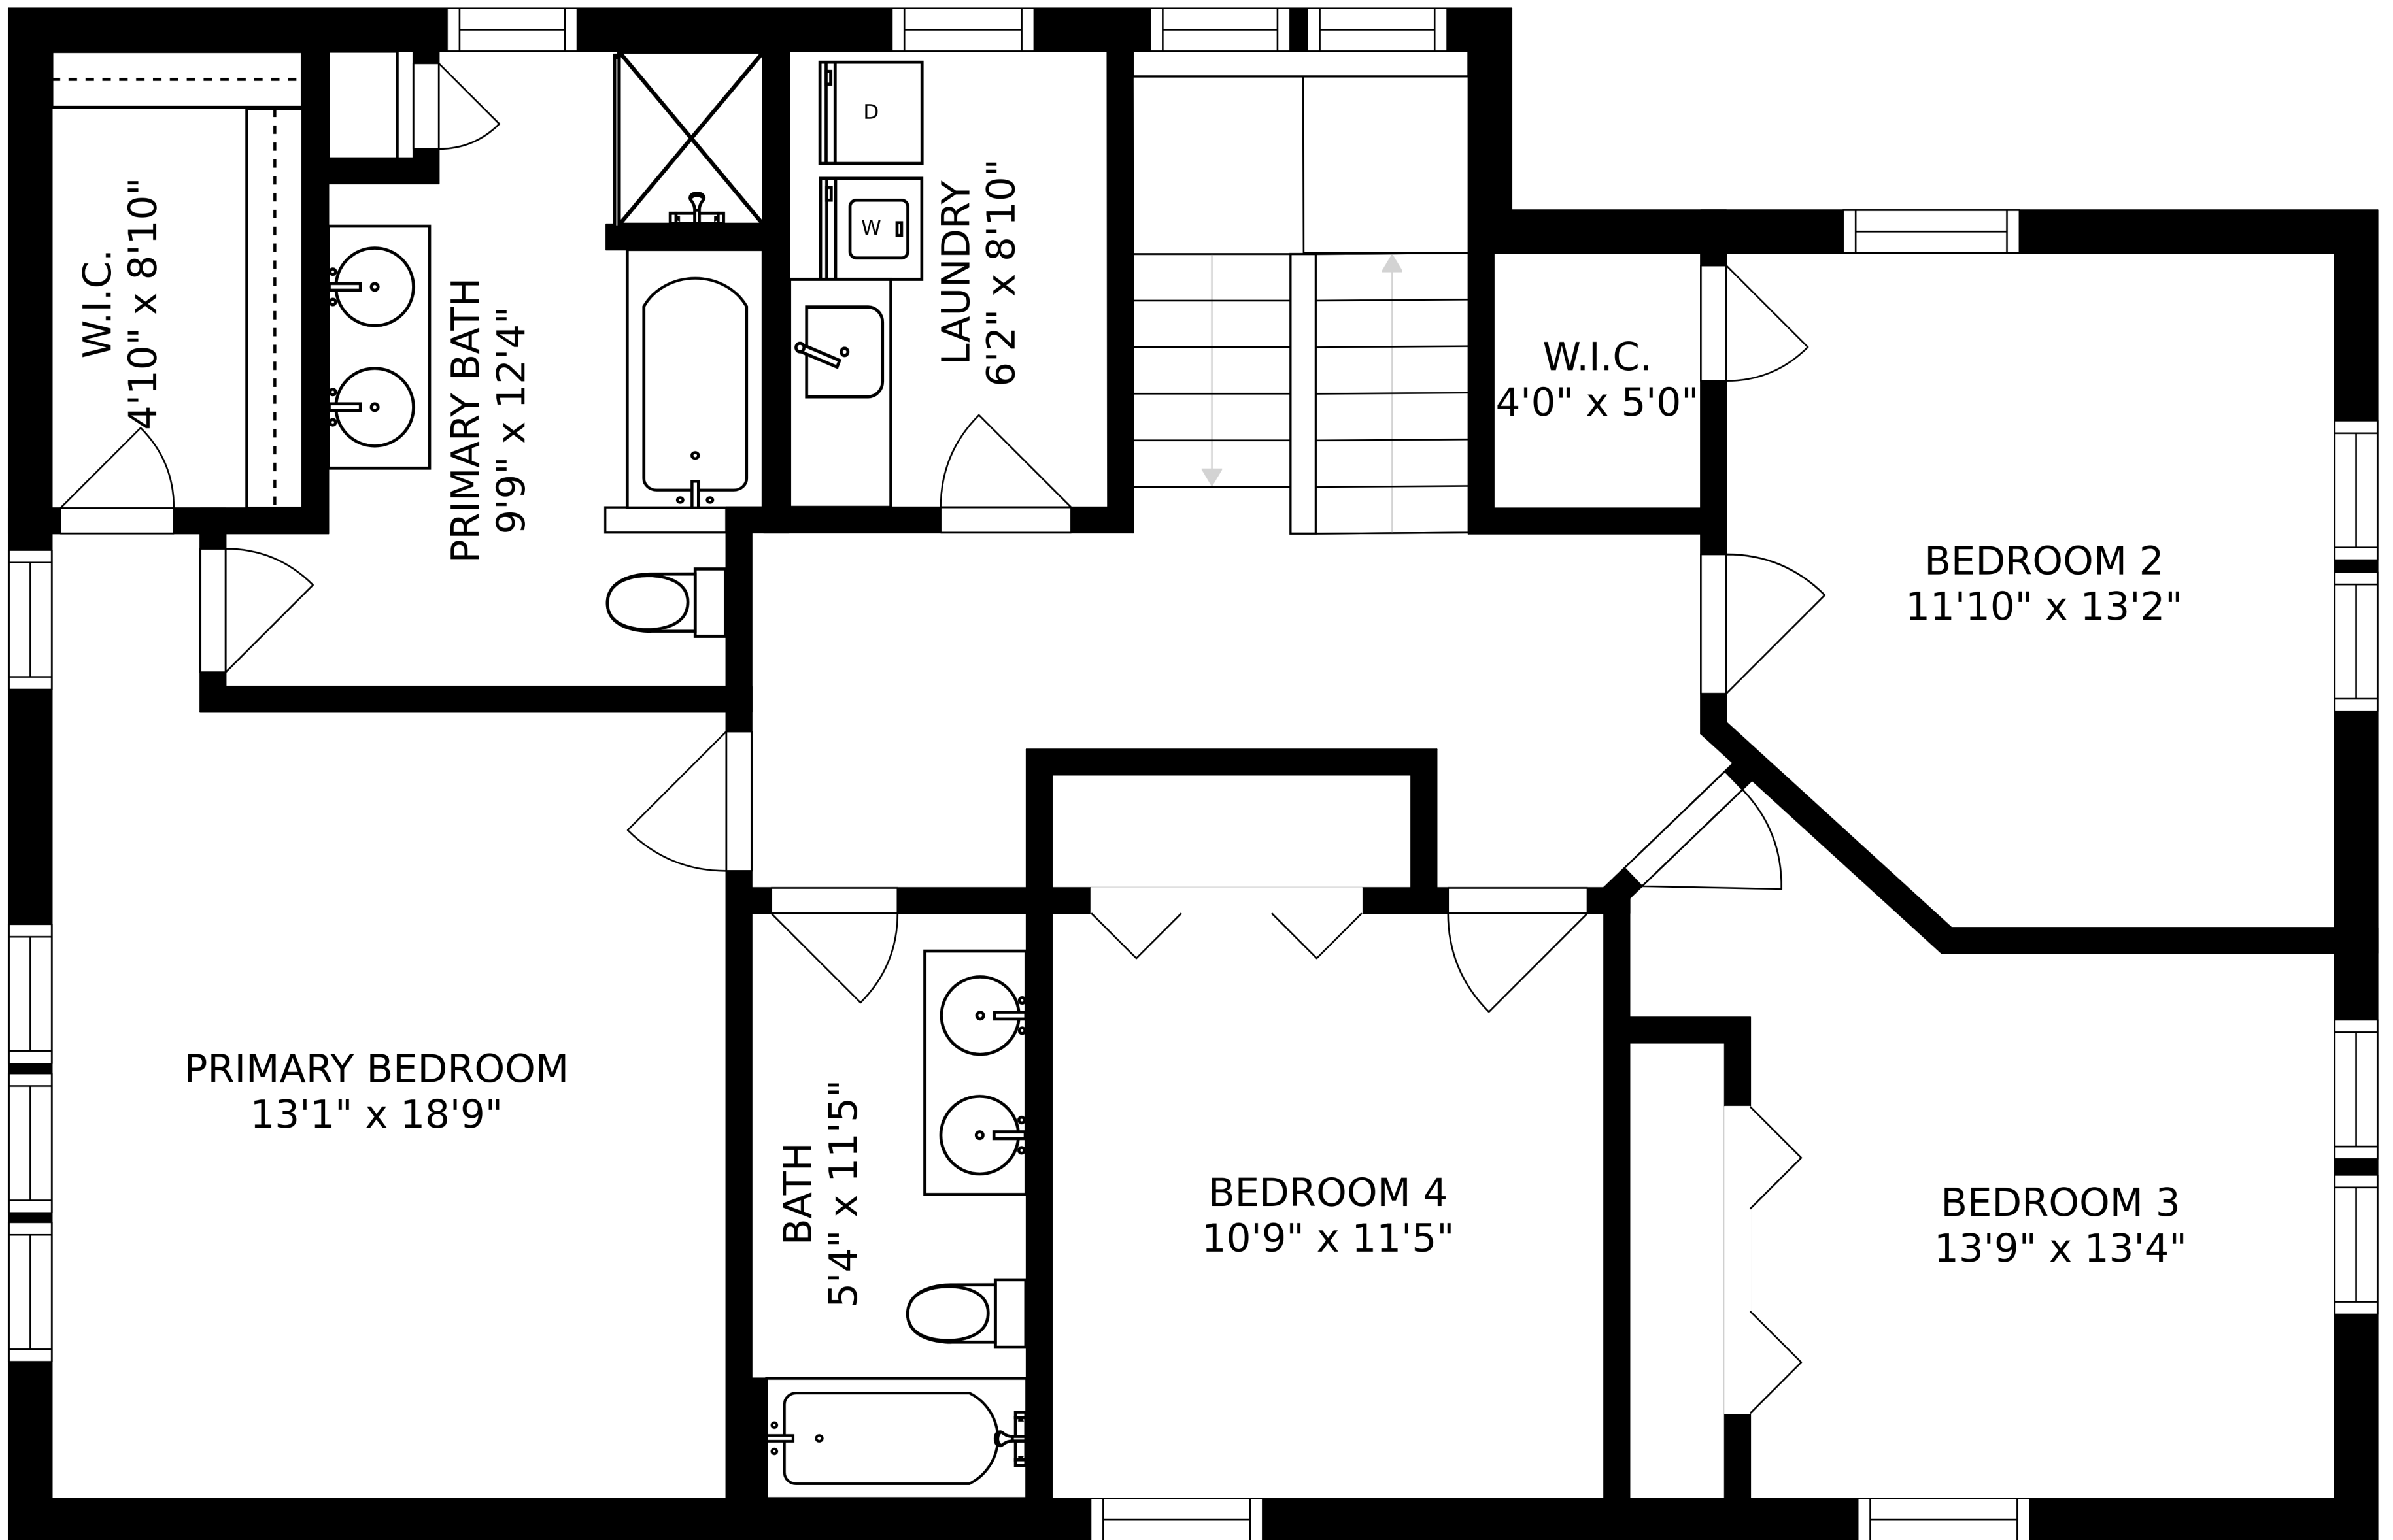 W.I.C.
4'10" x 8'10"
PRIMARY BATH
9'9" x 12'4"
D
W
LAUNDRY
6'2" x 8'10"
W.I.C.
4'0" x 5'0"
BEDROOM 2
11'10" x 13'2"
PRIMARY BEDROOM
13'1" x 18'9"
BATH
5'4" x 11'5"
BEDROOM 4
10'9" x 11'5"
BEDROOM 3
13'9" x 13'4"